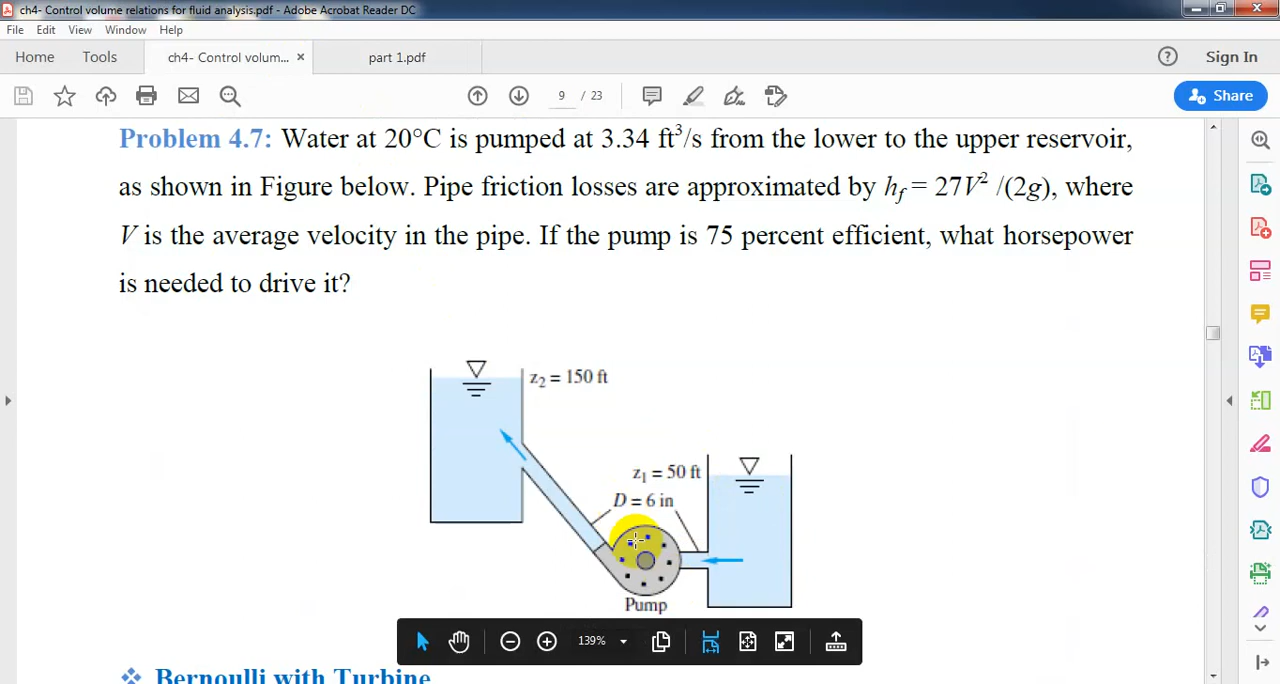 ch4- Control volume relations for fluid analysis.pdf - Adobe Acrobat Reader DC
File Edit View Window Help
Home Tools ch4- Control volum... × part 1.pdf Sign In
9 / 23 Share
Problem 4.7: Water at 20°C is pumped at 3.34 ft³/s from the lower to the upper reservoir,
as shown in Figure below. Pipe friction losses are approximated by h_f = 27V² /(2g), where
V is the average velocity in the pipe. If the pump is 75 percent efficient, what horsepower
is needed to drive it?
z₂ = 150 ft
z₁ = 50 ft
D = 6 in
Pump
139%
❖ Bernoulli with Turbine